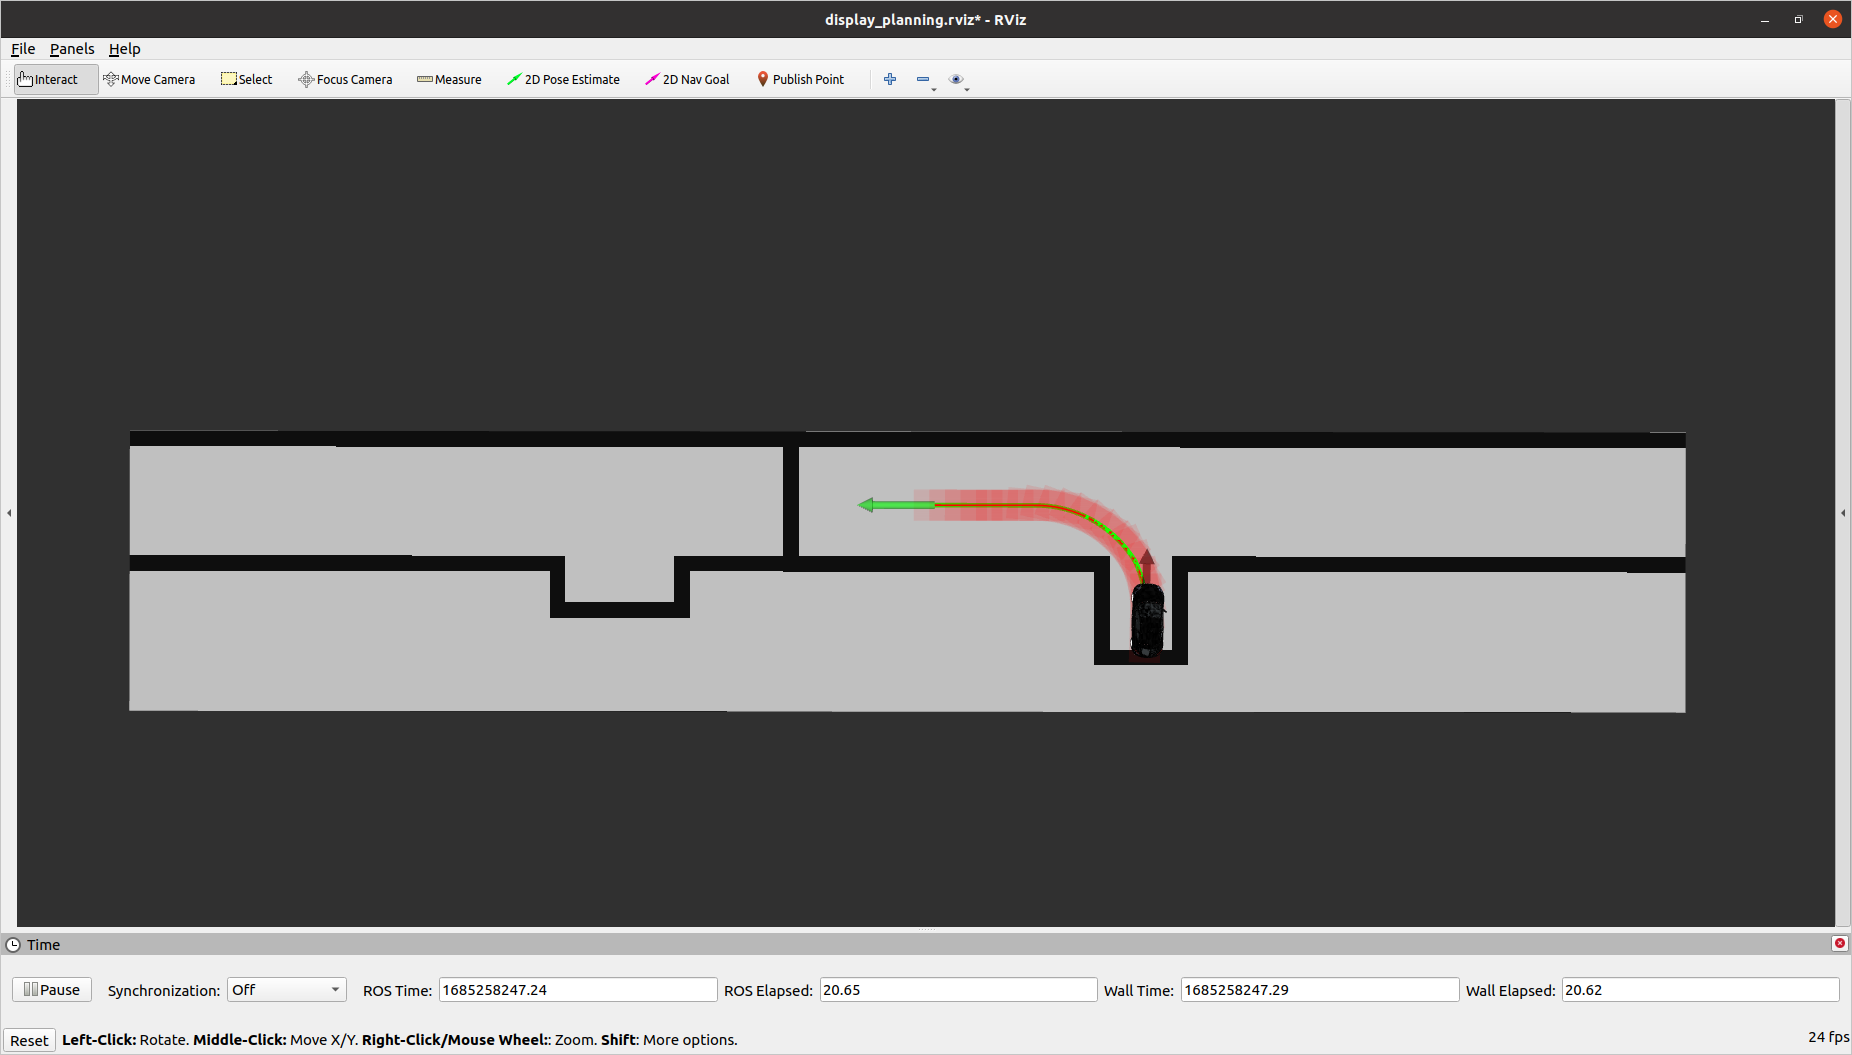 display_planning.rviz* - RViz
File Panels Help
Interact Move Camera Select Focus Camera Measure 2D Pose Estimate 2D Nav Goal Publish Point
Time
Pause Synchronization: Off ROS Time: 1685258247.24 ROS Elapsed: 20.65 Wall Time: 1685258247.29 Wall Elapsed: 20.62
Reset Left-Click: Rotate. Middle-Click: Move X/Y. Right-Click/Mouse Wheel:: Zoom. Shift: More options. 24 fps